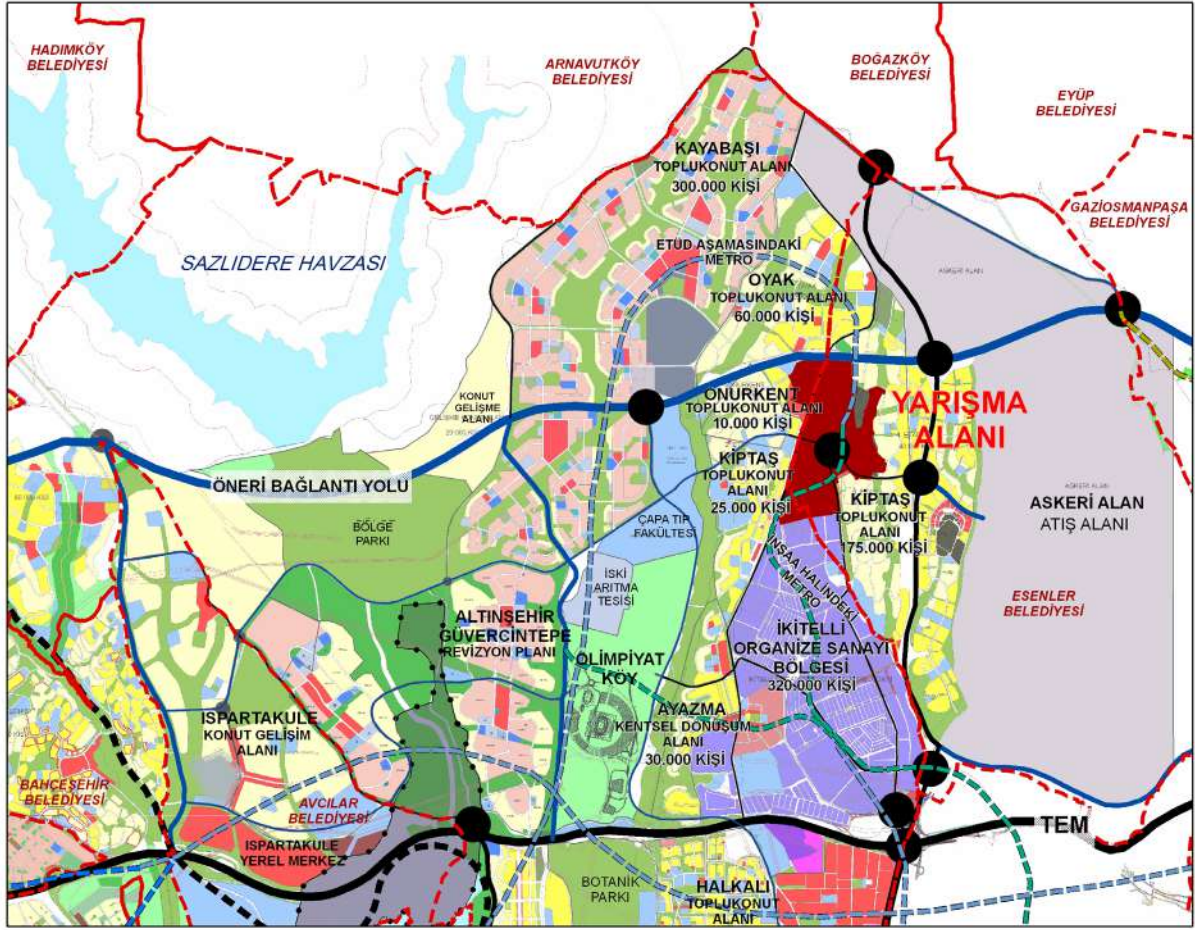 HADIMKÖY
BELEDİYESİ
ARNAVUTKÖY
BELEDİYESİ
BOĞAZKÖY
BELEDİYESİ
EYÜP
BELEDİYESİ
GAZİOSMANPAŞA
BELEDİYESİ
KAYABAŞI
TOPLUKONUT ALANI
300.000 KİŞİ
SAZLIDERE HAVZASI
ETÜD AŞAMASINDAKİ
METRO
OYAK
TOPLUKONUT ALANI
60.000 KİŞİ
ASKERİ ALAN
KONUT
GELİŞME
ALANI
ONURKENT
TOPLUKONUT ALANI
10.000 KİŞİ
YARIŞMA
ALANI
KİPTAŞ
TOPLUKONUT
ALANI
25.000 KİŞİ
ÖNERİ BAĞLANTI YOLU
BÖLGE
PARKI
ÇAPA TIP
FAKÜLTESİ
KİPTAŞ
TOPLUKONUT
ALANI
175.000 KİŞİ
ASKERİ ALAN
ASKERİ ALAN
ATIŞ ALANI
İNŞAA HALİNDEKİ
METRO
İSKİ
ARITMA
TESİSİ
ESENLER
BELEDİYESİ
ALTINŞEHİR
GÜVERCİNTEPE
REVİZYON PLANI
İKİTELLİ
ORGANİZE SANAYİ
BÖLGESİ
320.000 KİŞİ
OLİMPİYAT
KÖY
AYAZMA
KENTSEL DÖNÜŞÜM
ALANI
30.000 KİŞİ
ISPARTAKULE
KONUT GELİŞİM
ALANI
BAHÇEŞEHİR
BELEDİYESİ
AVCILAR
BELEDİYESİ
ISPARTAKULE
YEREL MERKEZ
TEM
BOTANİK
PARKI
HALKALI
TOPLUKONUT
ALANI